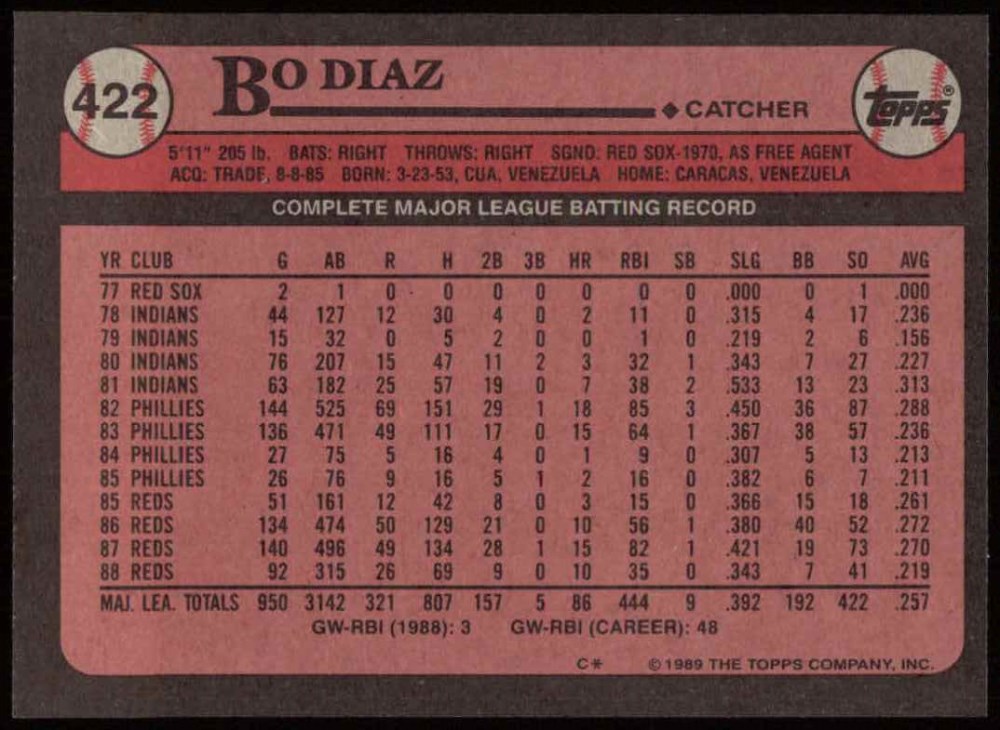 422
BO DIAZ
CATCHER
TOPPS®
5'11" 205 lb. BATS: RIGHT THROWS: RIGHT SGND: RED SOX-1970, AS FREE AGENT
ACQ: TRADE, 8-8-85 BORN: 3-23-53, CUA, VENEZUELA HOME: CARACAS, VENEZUELA
COMPLETE MAJOR LEAGUE BATTING RECORD
YR CLUB G AB R H 2B 3B HR RBI SB SLG BB SO AVG
77 RED SOX 2 1 0 0 0 0 0 0 0 .000 0 1 .000
78 INDIANS 44 127 12 30 4 0 2 11 0 .315 4 17 .236
79 INDIANS 15 32 0 5 2 0 0 1 0 .219 2 6 .156
80 INDIANS 76 207 15 47 11 2 3 32 1 .343 7 27 .227
81 INDIANS 63 182 25 57 19 0 7 38 2 .533 13 23 .313
82 PHILLIES 144 525 69 151 29 1 18 85 3 .450 36 87 .288
83 PHILLIES 136 471 49 111 17 0 15 64 1 .367 38 57 .236
84 PHILLIES 27 75 5 16 4 0 1 9 0 .307 5 13 .213
85 PHILLIES 26 76 9 16 5 1 2 16 0 .382 6 7 .211
85 REDS 51 161 12 42 8 0 3 15 0 .366 15 18 .261
86 REDS 134 474 50 129 21 0 10 56 1 .380 40 52 .272
87 REDS 140 496 49 134 28 1 15 82 1 .421 19 73 .270
88 REDS 92 315 26 69 9 0 10 35 0 .343 7 41 .219
MAJ. LEA. TOTALS 950 3142 321 807 157 5 86 444 9 .392 192 422 .257
GW-RBI (1988): 3 GW-RBI (CAREER): 48
C* © 1989 THE TOPPS COMPANY, INC.